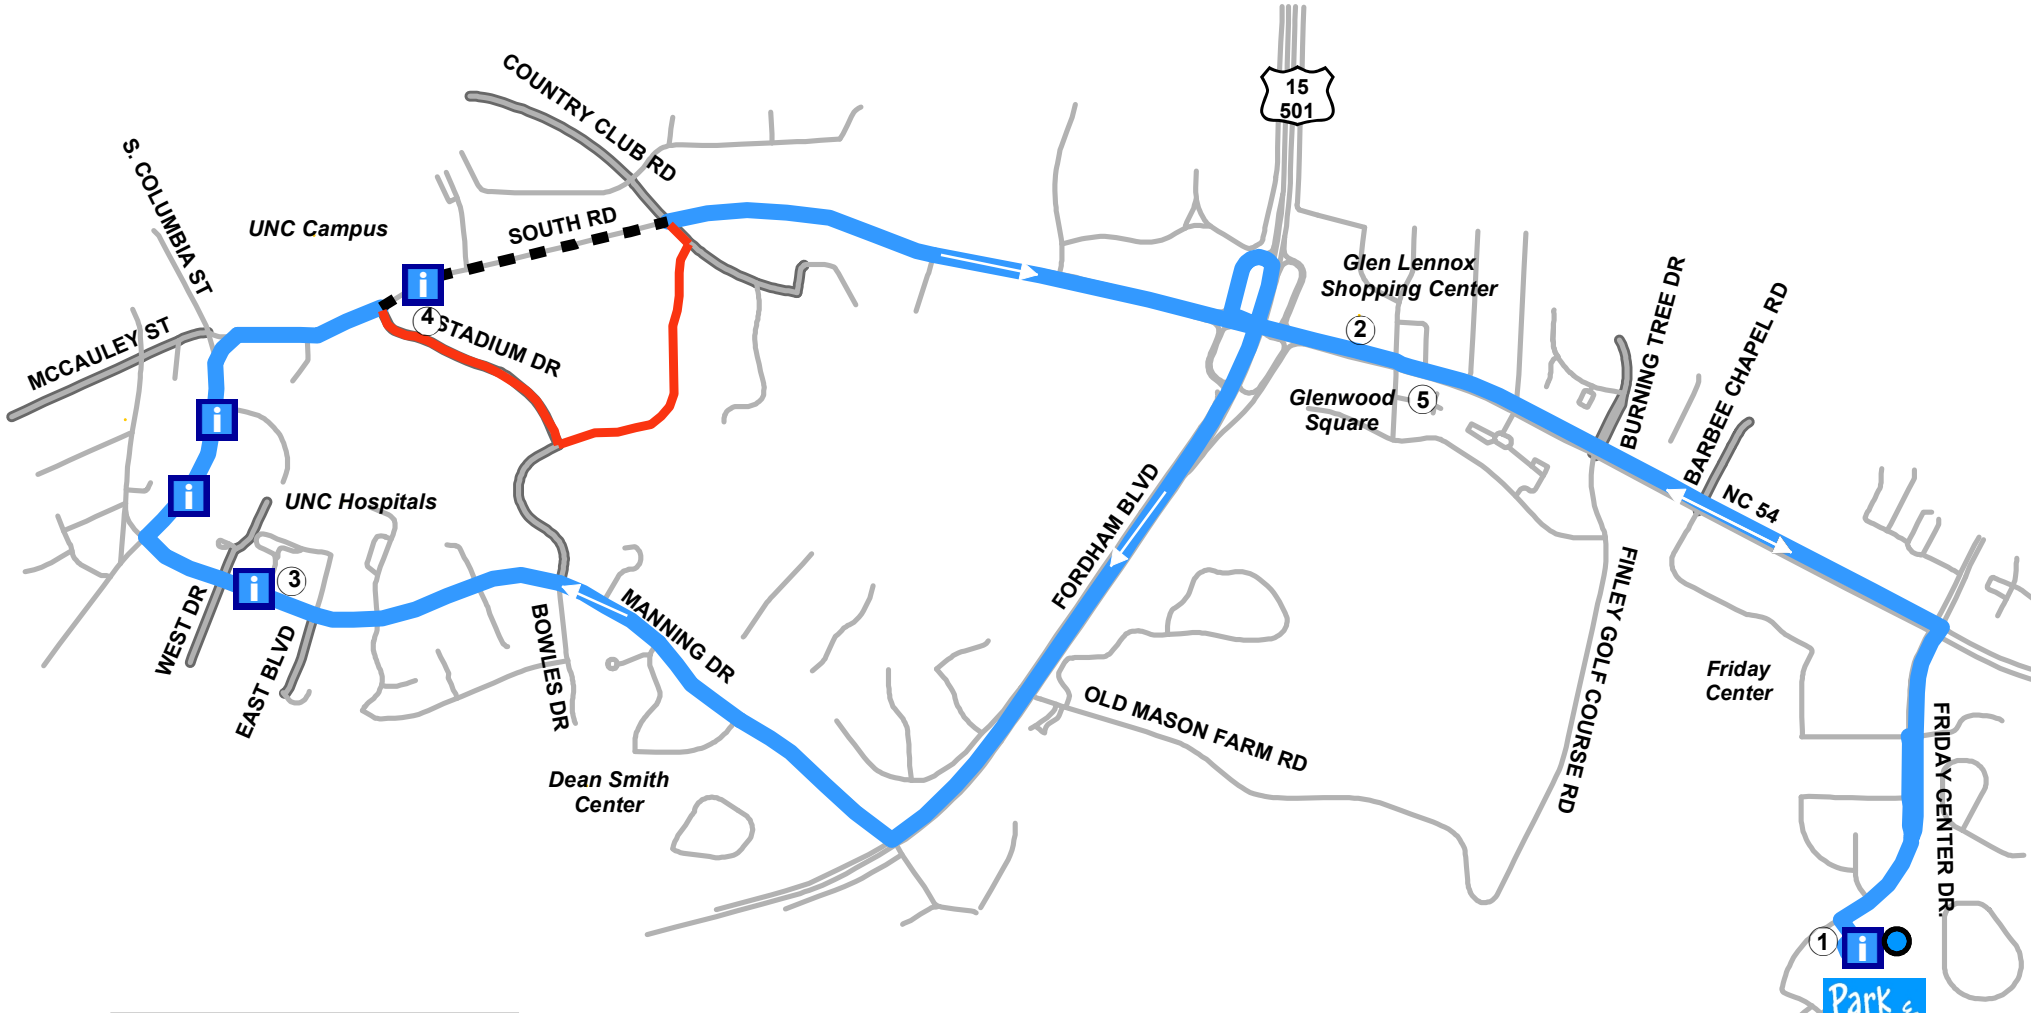 COUNTRY CLUB RD
15
501
S. COLUMBIA ST
UNC Campus
SOUTH RD
Glen Lennox
Shopping Center
i
4
STADIUM DR
2
BURNING TREE DR
BARBEE CHAPEL RD
MCCAULEY ST
Glenwood
Square
5
i
i
UNC Hospitals
NC 54
FORDHAM BLVD
i
3
WEST DR
EAST BLVD
BOWLES DR
MANNING DR
FINLEY GOLF COURSE RD
OLD MASON FARM RD
Friday
Center
FRIDAY CENTER DR.
Dean Smith
Center
1
i
Park &